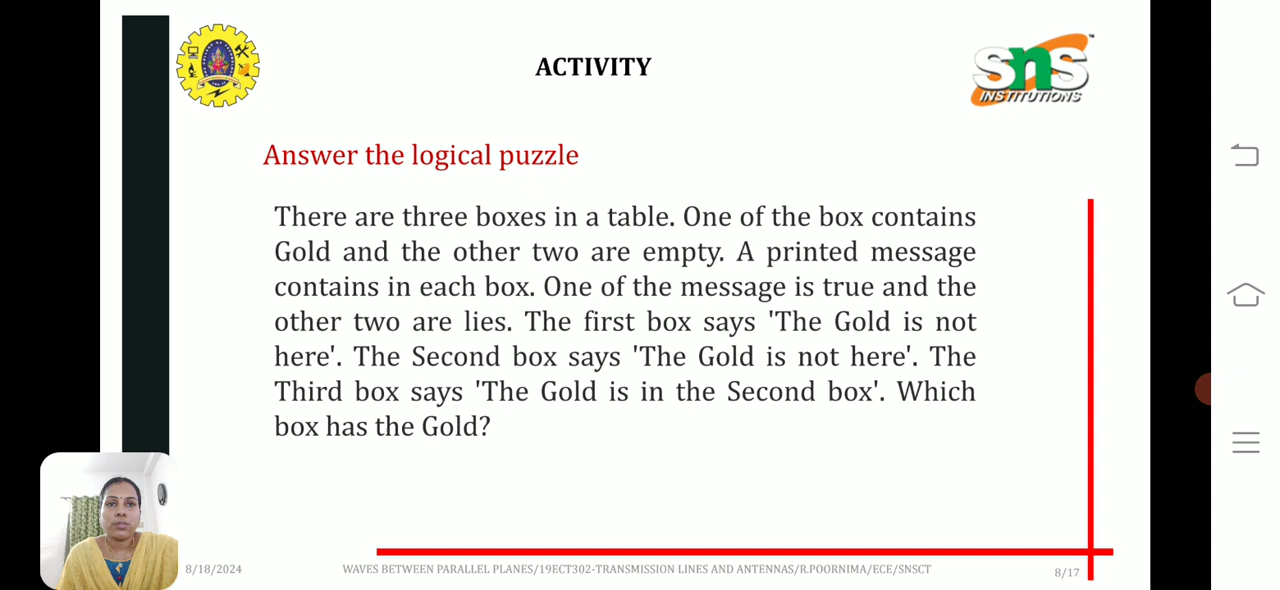 ACTIVITY
sns
INSTITUTIONS
Answer the logical puzzle
There are three boxes in a table. One of the box contains
Gold and the other two are empty. A printed message
contains in each box. One of the message is true and the
other two are lies. The first box says 'The Gold is not
here'. The Second box says 'The Gold is not here'. The
Third box says 'The Gold is in the Second box'. Which
box has the Gold?
8/18/2024
WAVES BETWEEN PARALLEL PLANES/19ECT302-TRANSMISSION LINES AND ANTENNAS/R.POORNIMA/ECE/SNSCT
8/17